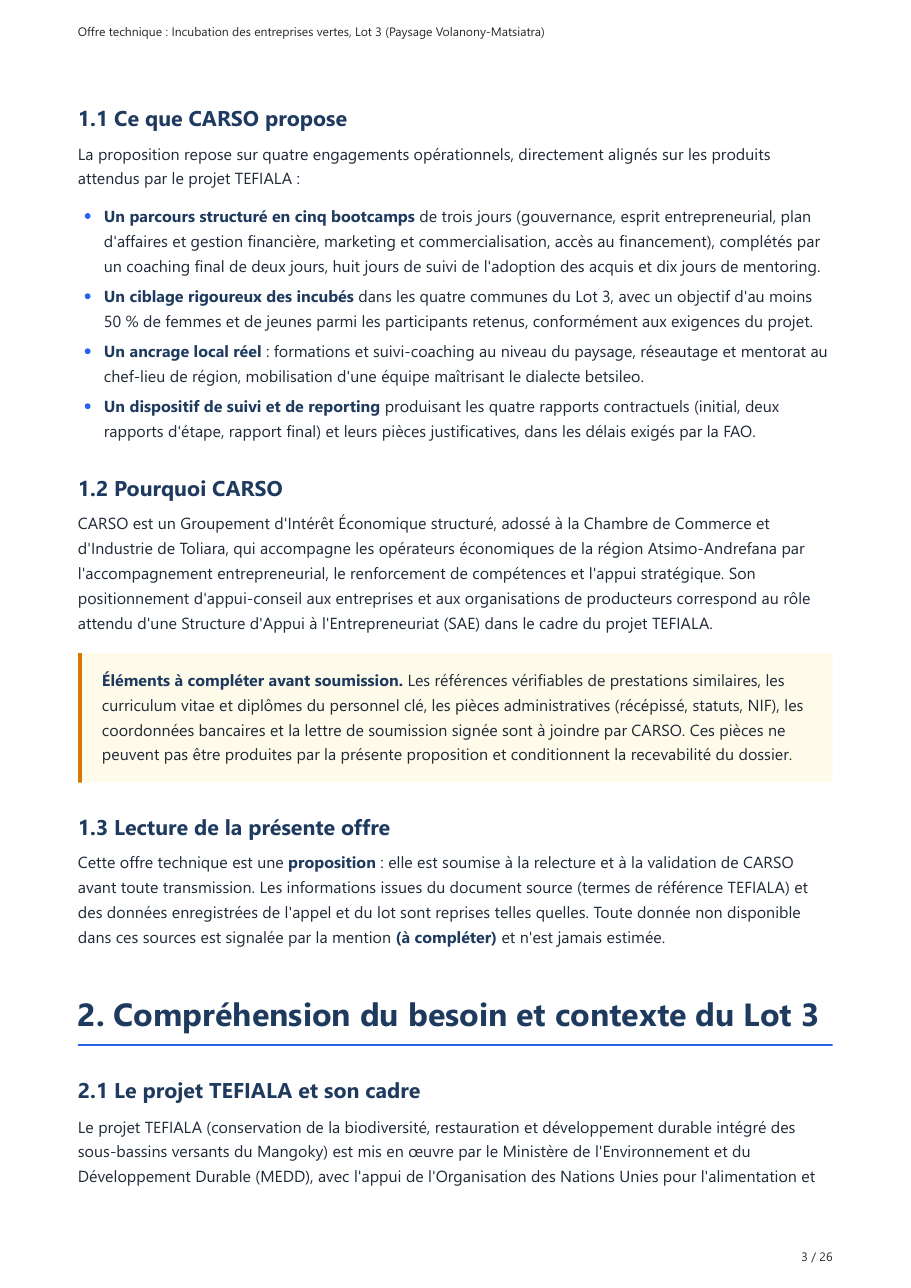 Offre technique : Incubation des entreprises vertes, Lot 3 (Paysage Volanony-Matsiatra)
1.1 Ce que CARSO propose
La proposition repose sur quatre engagements opérationnels, directement alignés sur les produits
attendus par le projet TEFIALA :
• Un parcours structuré en cinq bootcamps de trois jours (gouvernance, esprit entrepreneurial, plan
d'affaires et gestion financière, marketing et commercialisation, accès au financement), complétés par
un coaching final de deux jours, huit jours de suivi de l'adoption des acquis et dix jours de mentoring.
• Un ciblage rigoureux des incubés dans les quatre communes du Lot 3, avec un objectif d'au moins
50 % de femmes et de jeunes parmi les participants retenus, conformément aux exigences du projet.
• Un ancrage local réel : formations et suivi-coaching au niveau du paysage, réseautage et mentorat au
chef-lieu de région, mobilisation d'une équipe maîtrisant le dialecte betsileo.
• Un dispositif de suivi et de reporting produisant les quatre rapports contractuels (initial, deux
rapports d'étape, rapport final) et leurs pièces justificatives, dans les délais exigés par la FAO.
1.2 Pourquoi CARSO
CARSO est un Groupement d'Intérêt Économique structuré, adossé à la Chambre de Commerce et
d'Industrie de Toliara, qui accompagne les opérateurs économiques de la région Atsimo-Andrefana par
l'accompagnement entrepreneurial, le renforcement de compétences et l'appui stratégique. Son
positionnement d'appui-conseil aux entreprises et aux organisations de producteurs correspond au rôle
attendu d'une Structure d'Appui à l'Entrepreneuriat (SAE) dans le cadre du projet TEFIALA.
Éléments à compléter avant soumission. Les références vérifiables de prestations similaires, les
curriculum vitae et diplômes du personnel clé, les pièces administratives (récépissé, statuts, NIF), les
coordonnées bancaires et la lettre de soumission signée sont à joindre par CARSO. Ces pièces ne
peuvent pas être produites par la présente proposition et conditionnent la recevabilité du dossier.
1.3 Lecture de la présente offre
Cette offre technique est une proposition : elle est soumise à la relecture et à la validation de CARSO
avant toute transmission. Les informations issues du document source (termes de référence TEFIALA) et
des données enregistrées de l'appel et du lot sont reprises telles quelles. Toute donnée non disponible
dans ces sources est signalée par la mention (à compléter) et n'est jamais estimée.
2. Compréhension du besoin et contexte du Lot 3
2.1 Le projet TEFIALA et son cadre
Le projet TEFIALA (conservation de la biodiversité, restauration et développement durable intégré des
sous-bassins versants du Mangoky) est mis en œuvre par le Ministère de l'Environnement et du
Développement Durable (MEDD), avec l'appui de l'Organisation des Nations Unies pour l'alimentation et
3 / 26